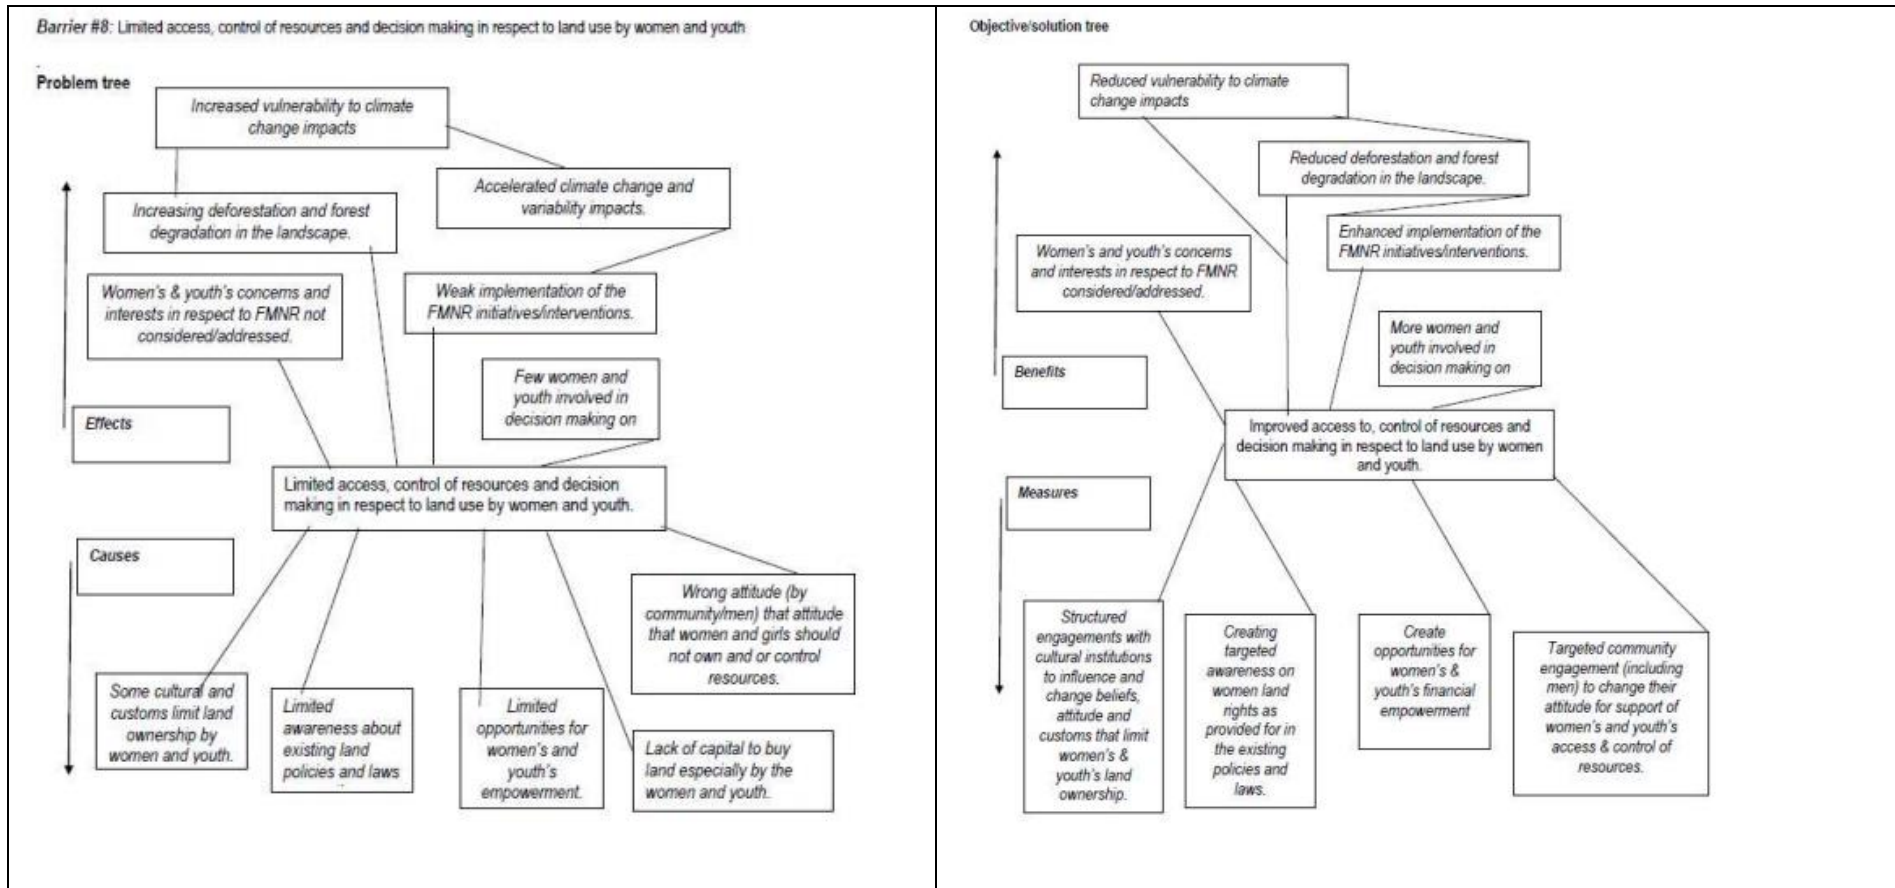 Barrier #8: Limited access, control of resources and decision making in respect to land use by women and youth
Problem tree
Increased vulnerability to climate
change impacts
Accelerated climate change and
variability impacts.
Increasing deforestation and forest
degradation in the landscape.
Women's & youth's concerns and
interests in respect to FMNR not
considered/addressed.
Weak implementation of the
FMNR initiatives/interventions.
Few women and
youth involved in
decision making on
Effects
Limited access, control of resources and decision
making in respect to land use by women and youth.
Causes
Wrong attitude (by
community/men) that attitude
that women and girls should
not own and or control
resources.
Some cultural and
customs limit land
ownership by
women and youth.
Limited
awareness about
existing land
policies and laws
Limited
opportunities for
women's and
youth's
empowerment.
Lack of capital to buy
land especially by the
women and youth.
Objective/solution tree
Reduced vulnerability to climate
change impacts
Reduced deforestation and forest
degradation in the landscape.
Enhanced implementation of the
FMNR initiatives/interventions.
Women's and youth's concerns
and interests in respect to FMNR
considered/addressed.
More women and
youth involved in
decision making on
Benefits
Improved access to, control of resources and
decision making in respect to land use by women
and youth.
Measures
Structured
engagements with
cultural institutions
to influence and
change beliefs,
attitude and
customs that limit
women's &
youth's land
ownership.
Creating
targeted
awareness on
women land
rights as
provided for in
the existing
policies and
laws.
Create
opportunities for
women's &
youth's financial
empowerment
Targeted community
engagement (including
men) to change their
attitude for support of
women's and youth's
access & control of
resources.